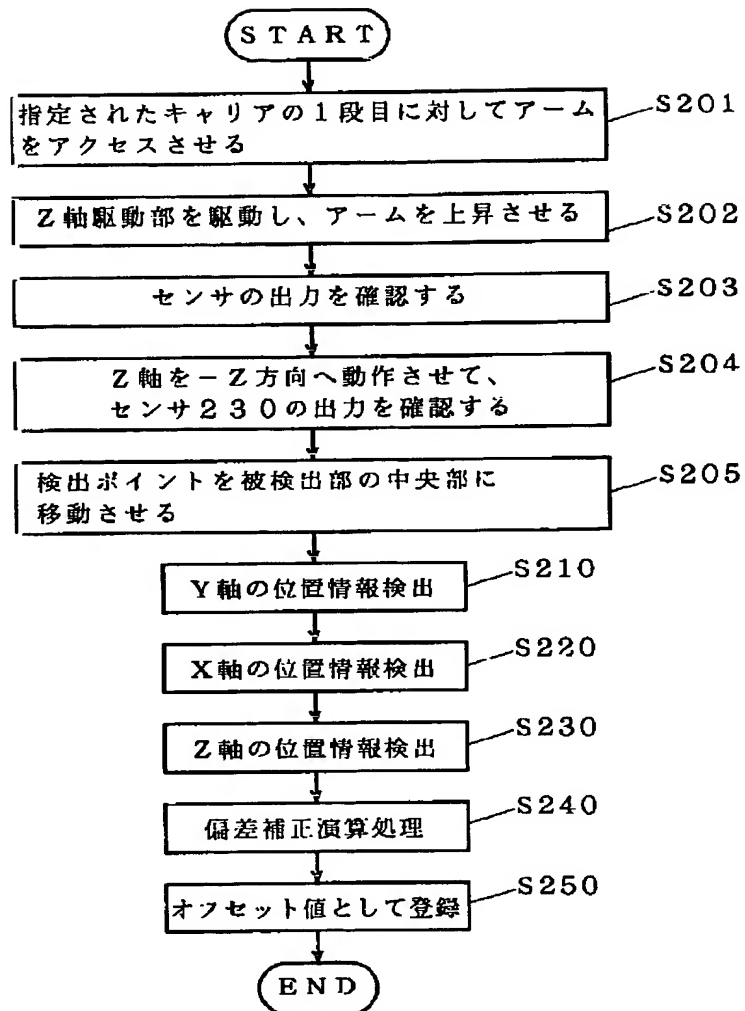 START
指定されたキャリアの1段目に対してアーム
をアクセスさせる
S201
Z軸駆動部を駆動し、アームを上昇させる
S202
センサの出力を確認する
S203
Z軸を－Z方向へ動作させて、
センサ230の出力を確認する
S204
検出ポイントを被検出部の中央部に
移動させる
S205
Y軸の位置情報検出
S210
X軸の位置情報検出
S220
Z軸の位置情報検出
S230
偏差補正演算処理
S240
オフセット値として登録
S250
END